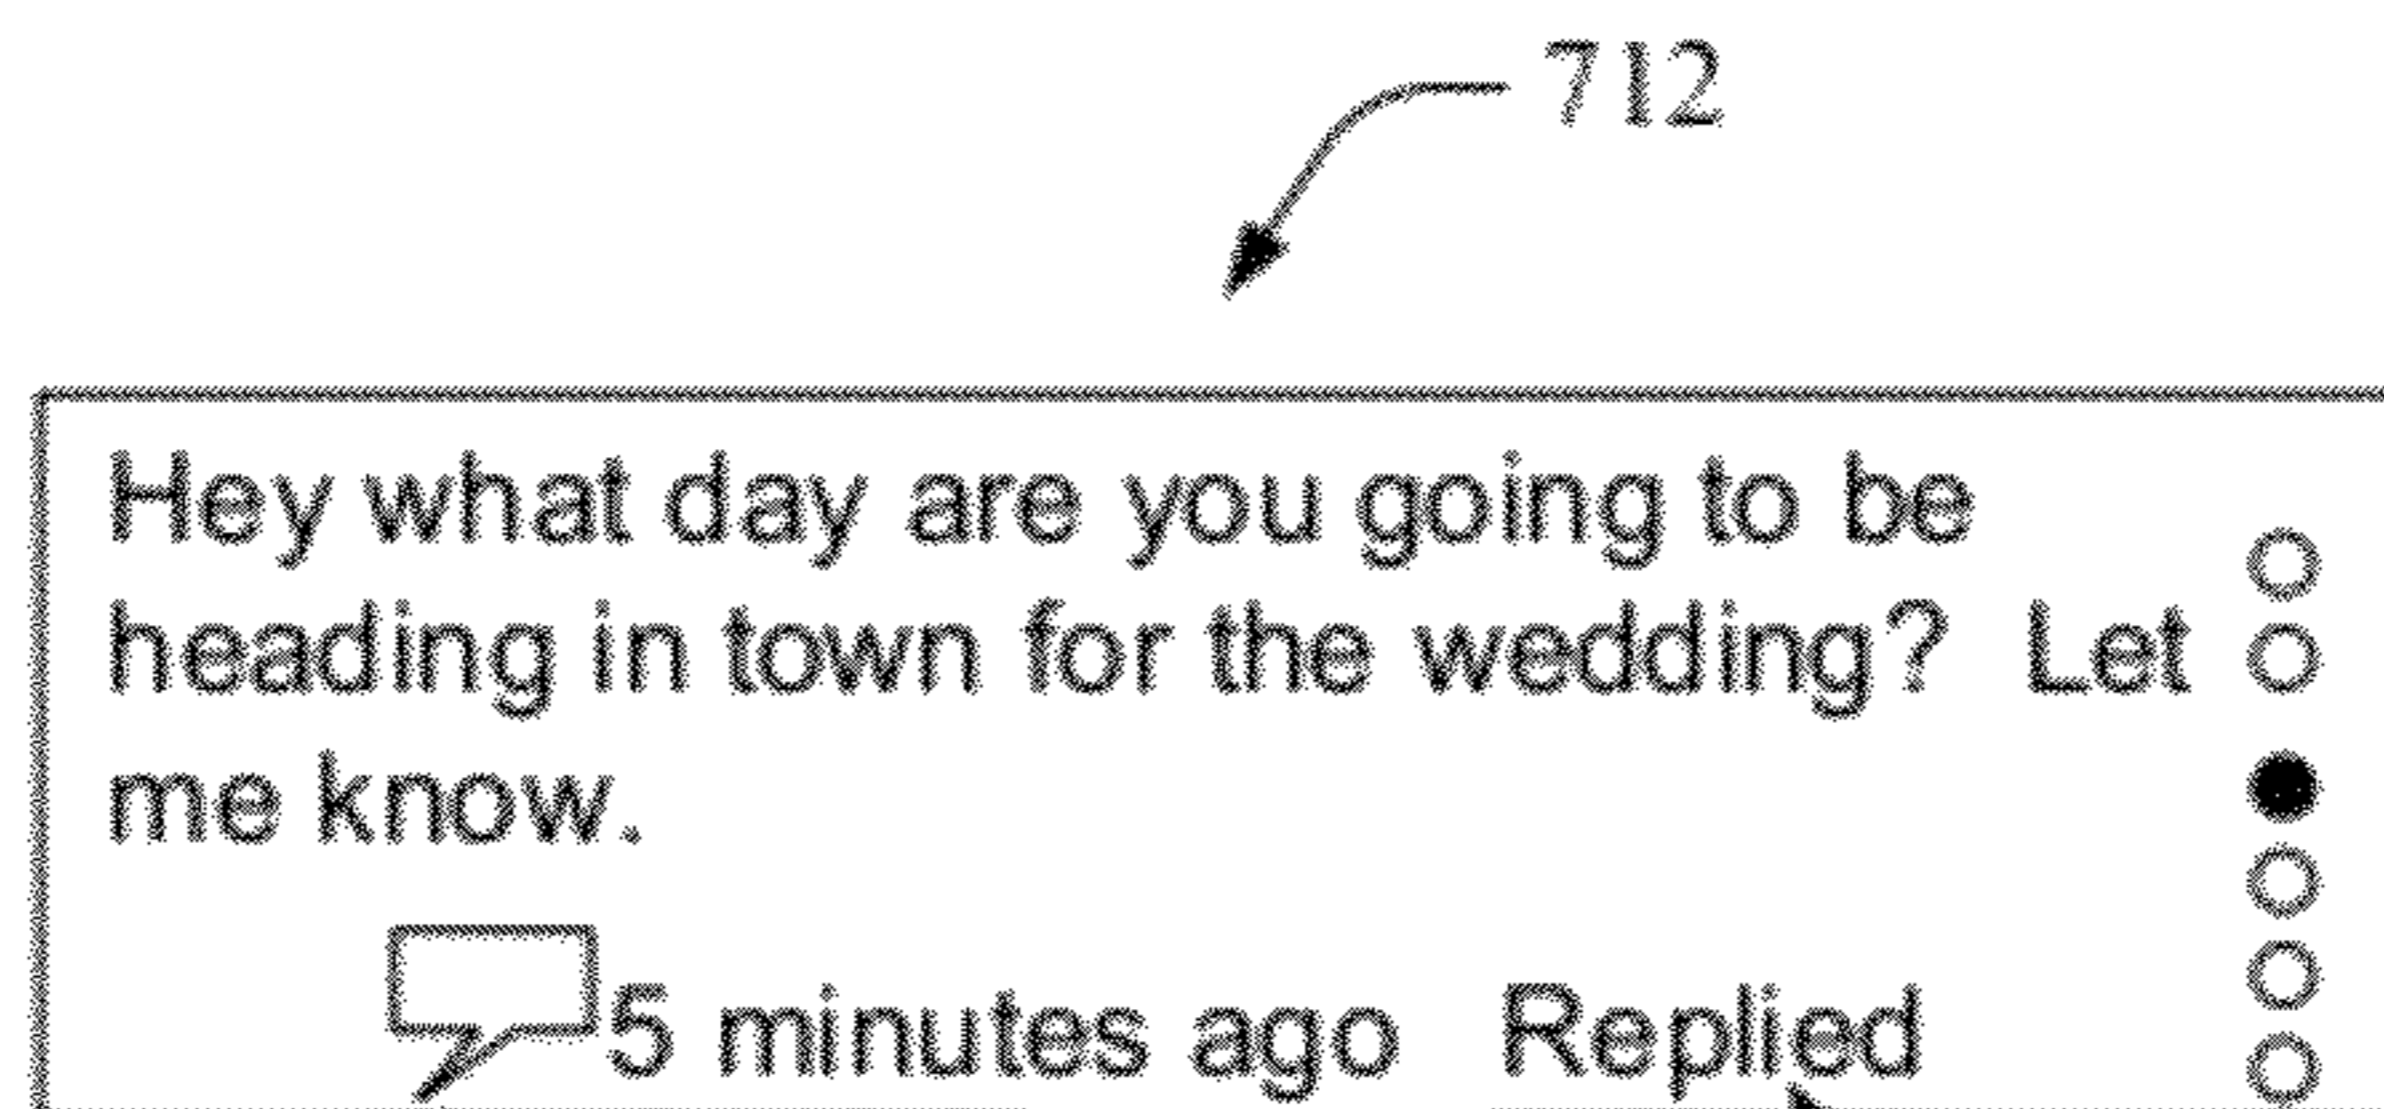 712
Hey what day are you going to be
heading in town for the wedding?  Let
me know.
5 minutes ago  Replied